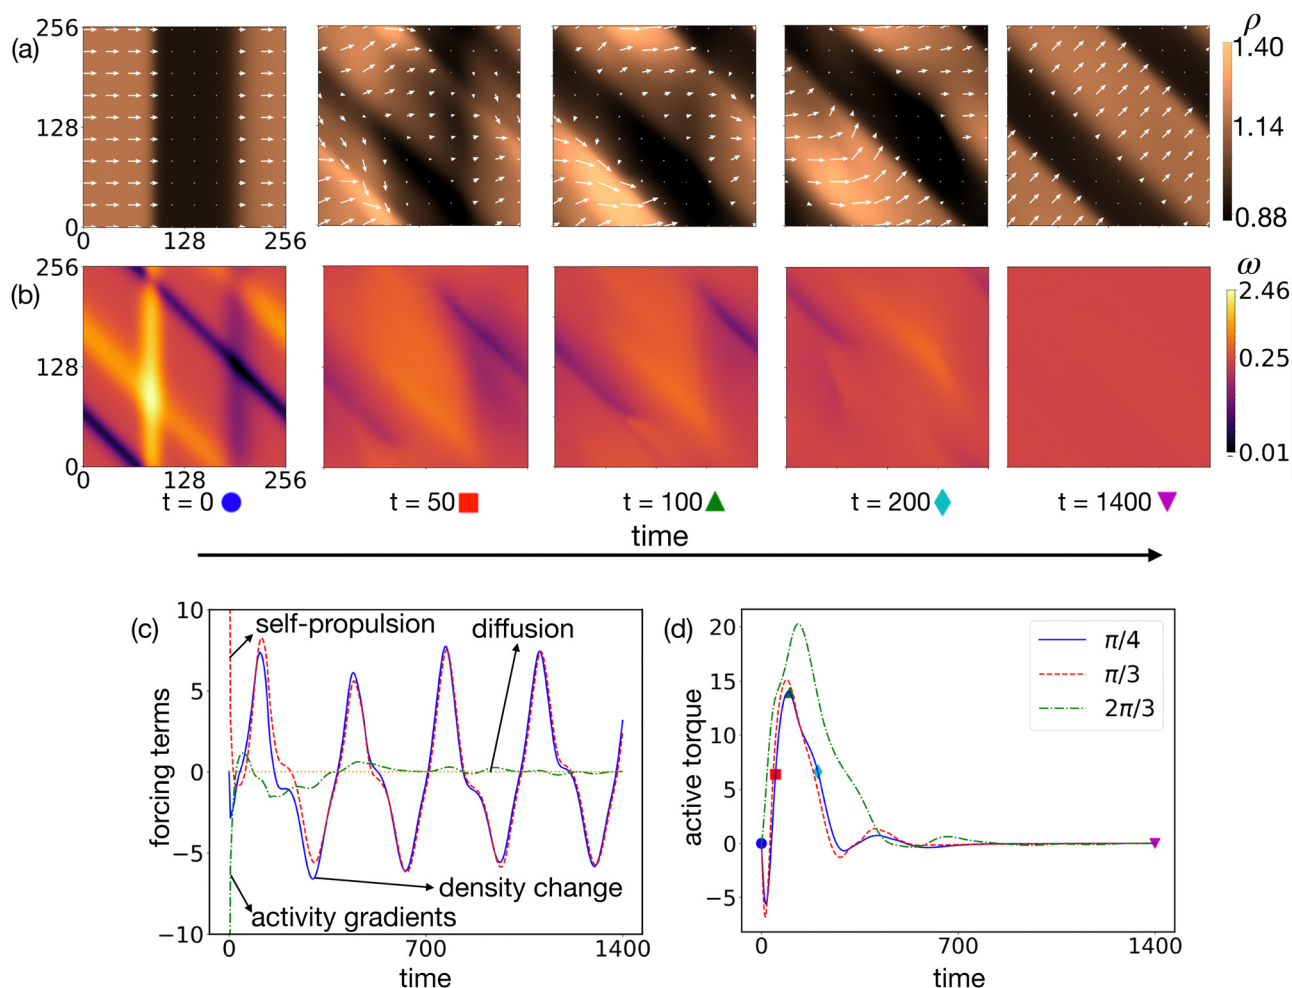 (a)
256
128
0
0
128
256
ρ
1.40
1.14
0.88
(b)
256
128
0
0
128
256
ω
2.46
0.25
0.01
t = 0
t = 50
t = 100
t = 200
t = 1400
time
(c)
10
5
0
−5
−10
forcing terms
self-propulsion
diffusion
density change
activity gradients
0
700
1400
time
(d)
20
15
10
5
0
−5
active torque
π/4
π/3
2π/3
0
700
1400
time